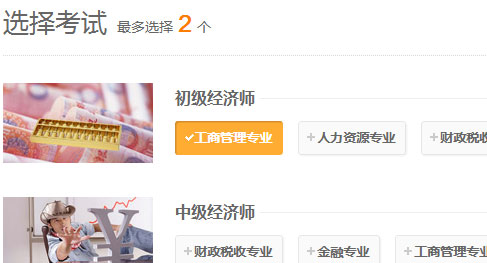 选择考试 最多选择 2 个
初级经济师
工商管理专业 +人力资源专业 +财政税收
中级经济师
+财政税收专业 +金融专业 +工商管理专业